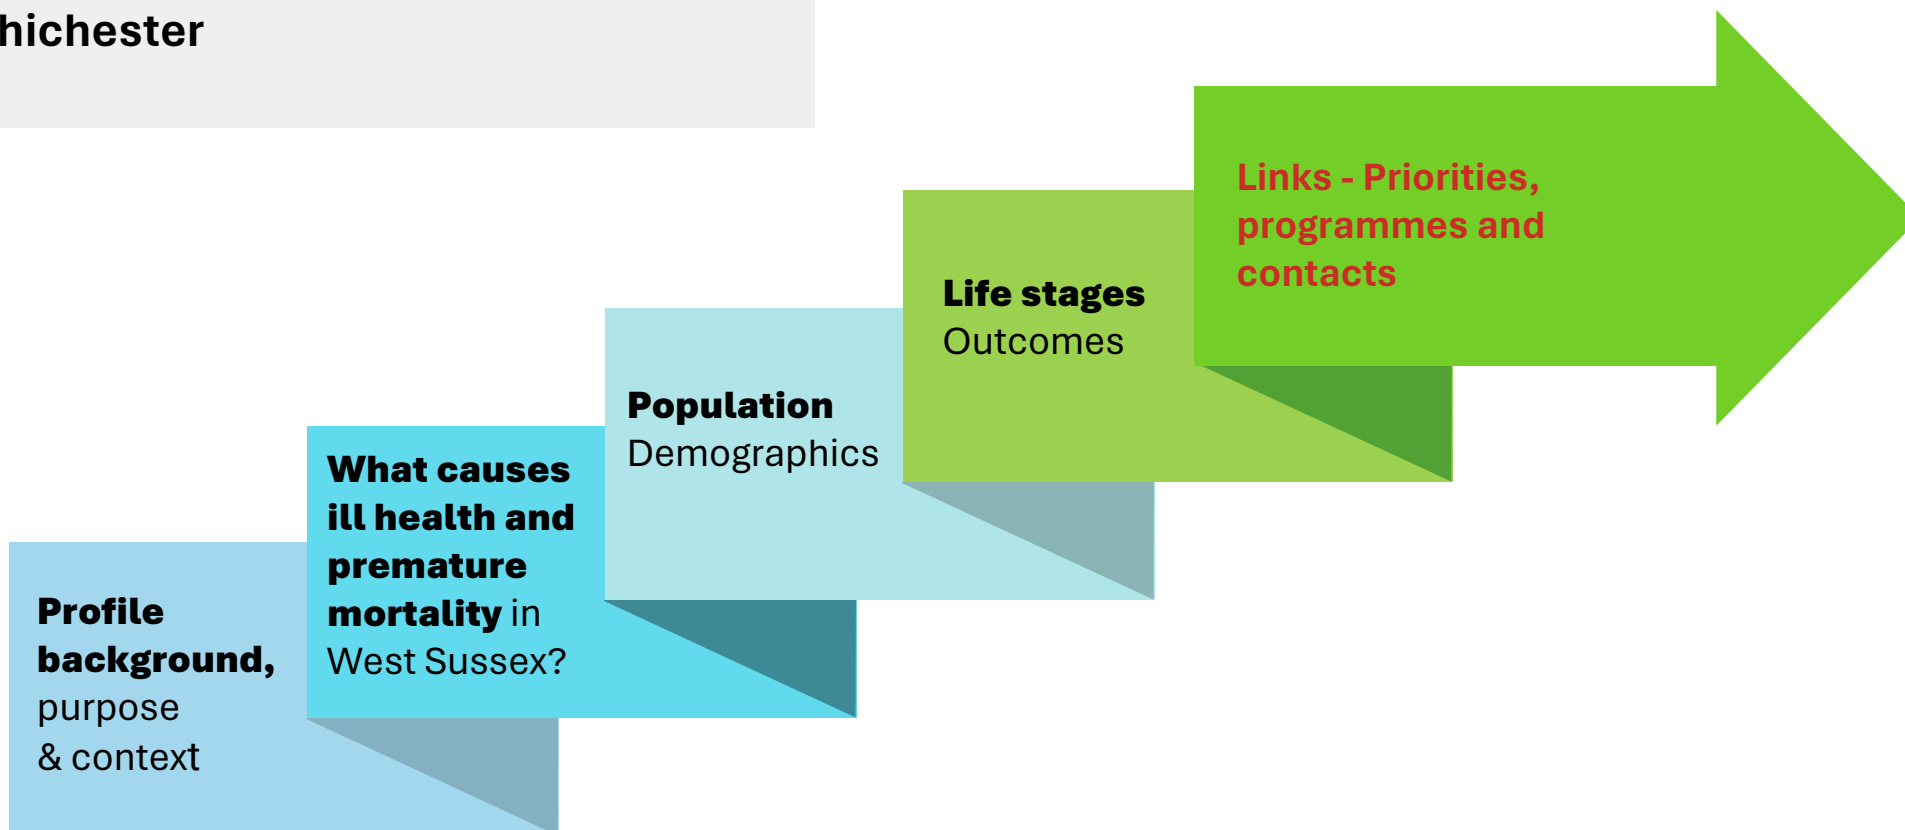 hichester
Links - Priorities,
programmes and
contacts
Life stages
Outcomes
Population
Demographics
What causes
ill health and
premature
mortality in
West Sussex?
Profile
background,
purpose
& context